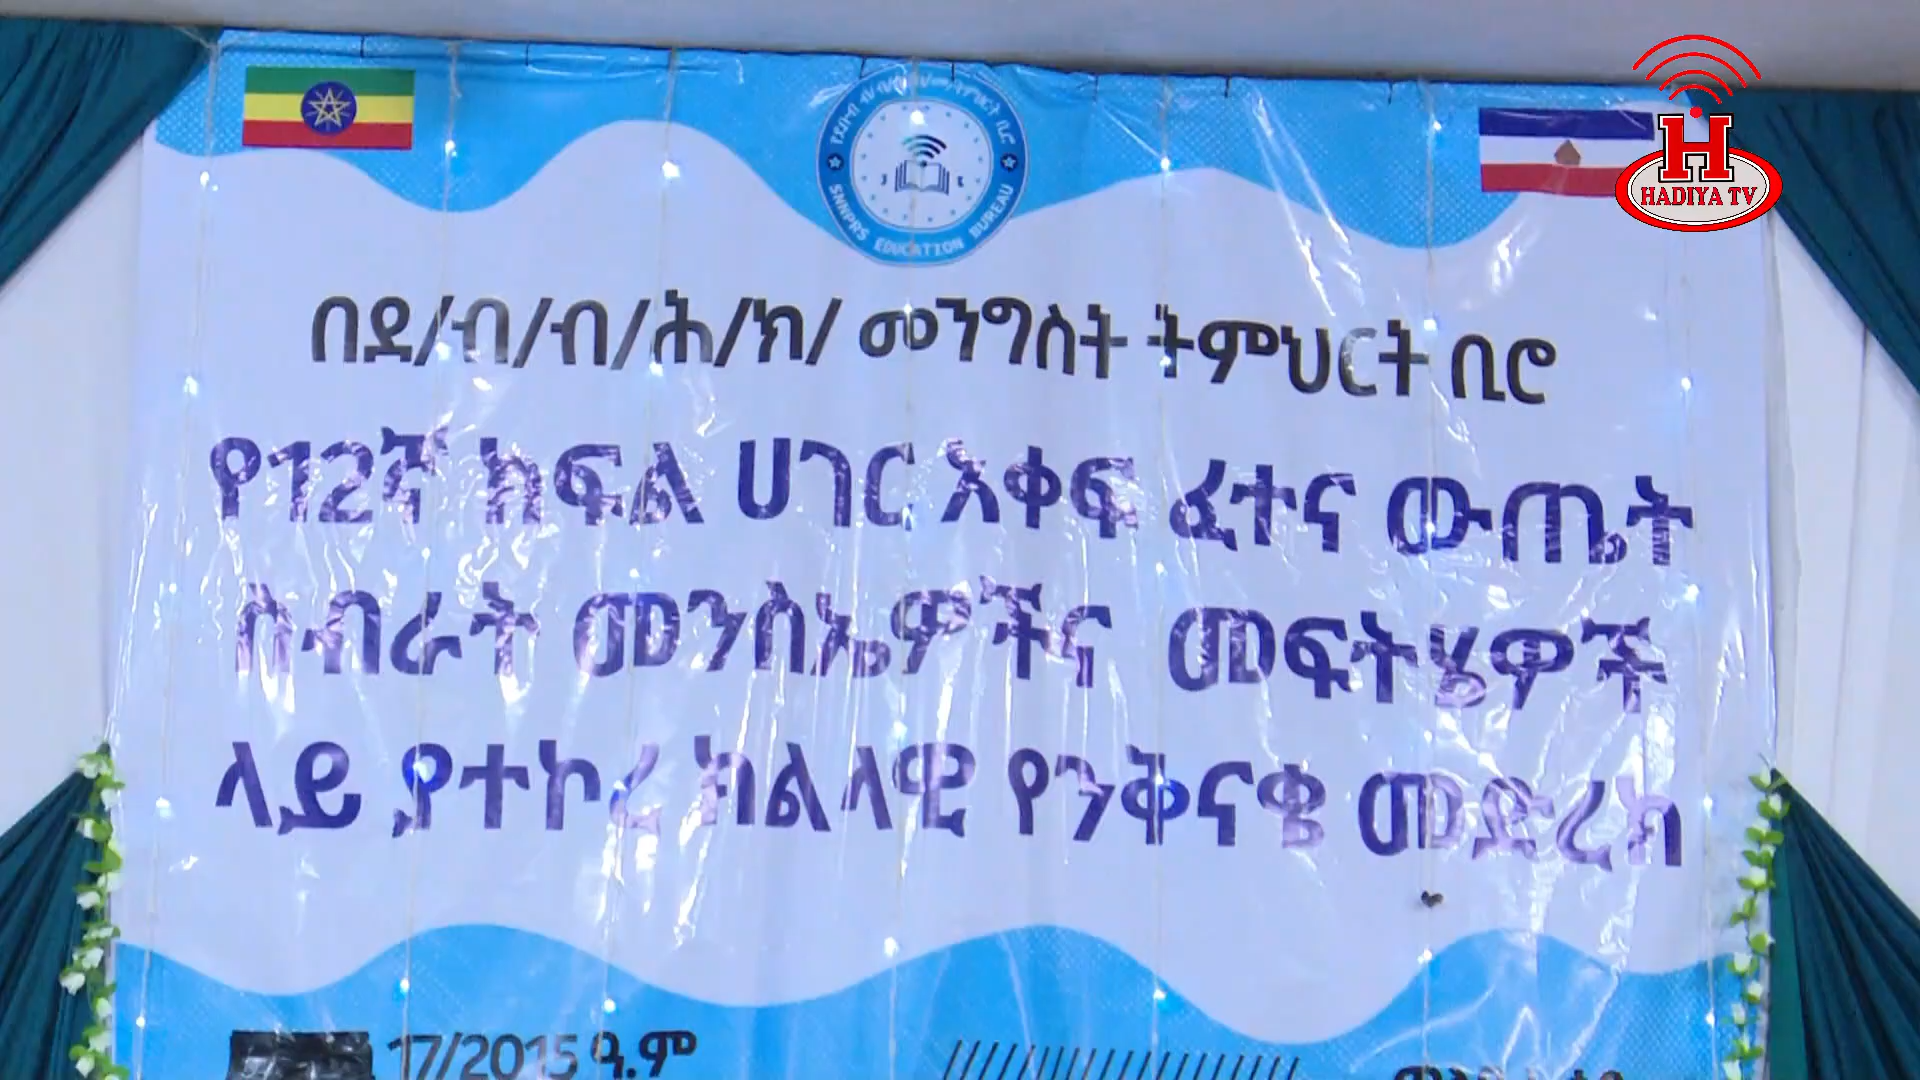 HADIYA TV
SNNPRS EDUCATION BUREAU
በደ/ብ/ብ/ሕ/ክ/ መንግስት ትምህርት ቢሮ
የ12ኛ ክፍል ሀገር አቀፍ ፈተና ውጤት
ስብራት መንስኤዎችና መፍትሄዎች
ላይ ያተኮረ ክልላዊ የንቅናቄ መድረክ
17/2015 ዓ.ም